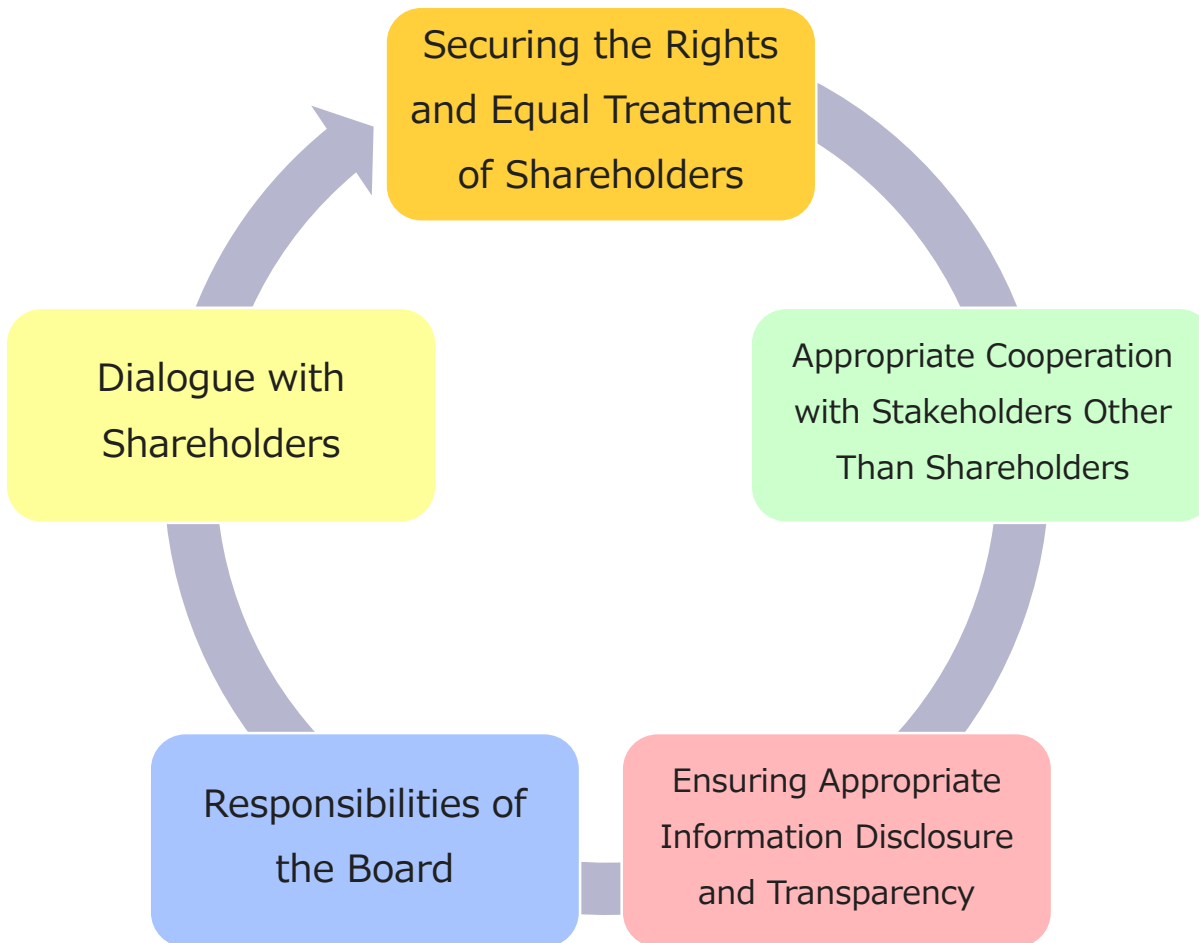 Securing the Rights
and Equal Treatment
of Shareholders
Appropriate Cooperation
with Stakeholders Other
Than Shareholders
Ensuring Appropriate
Information Disclosure
and Transparency
Responsibilities of
the Board
Dialogue with
Shareholders